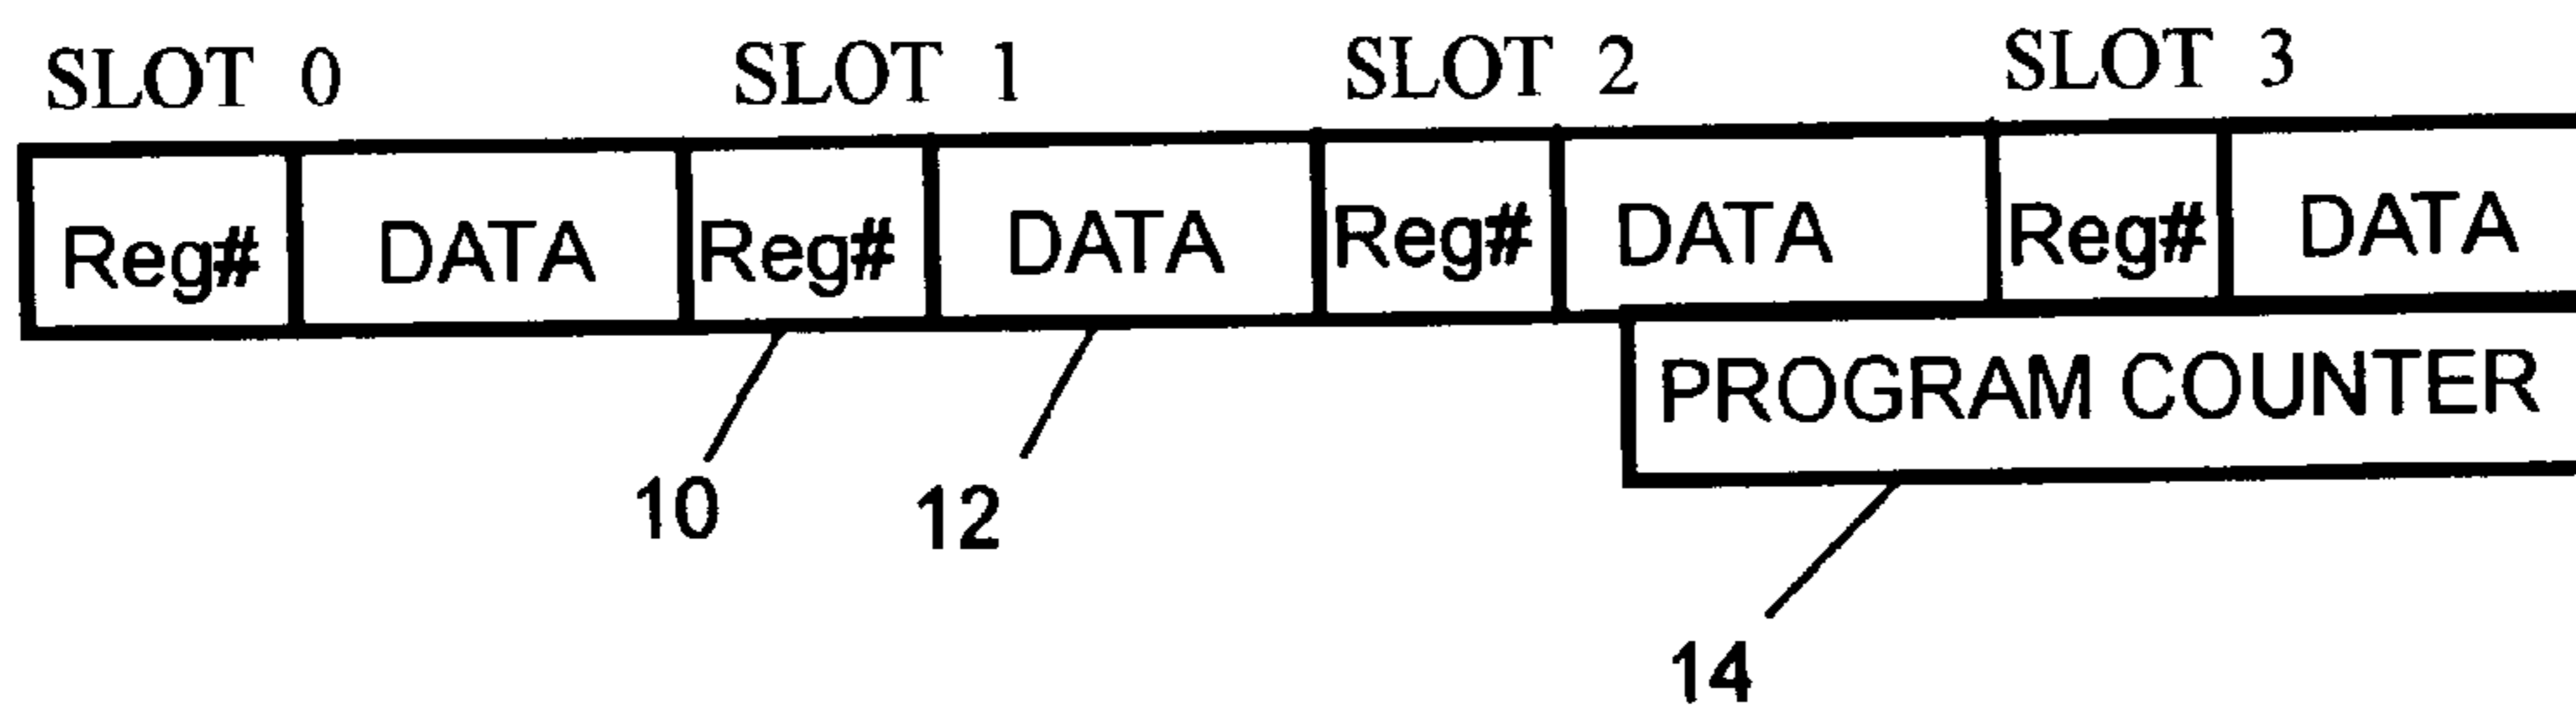 SLOT 0 SLOT 1 SLOT 2 SLOT 3
Reg# DATA Reg# DATA Reg# DATA Reg# DATA
PROGRAM COUNTER
10 12
14